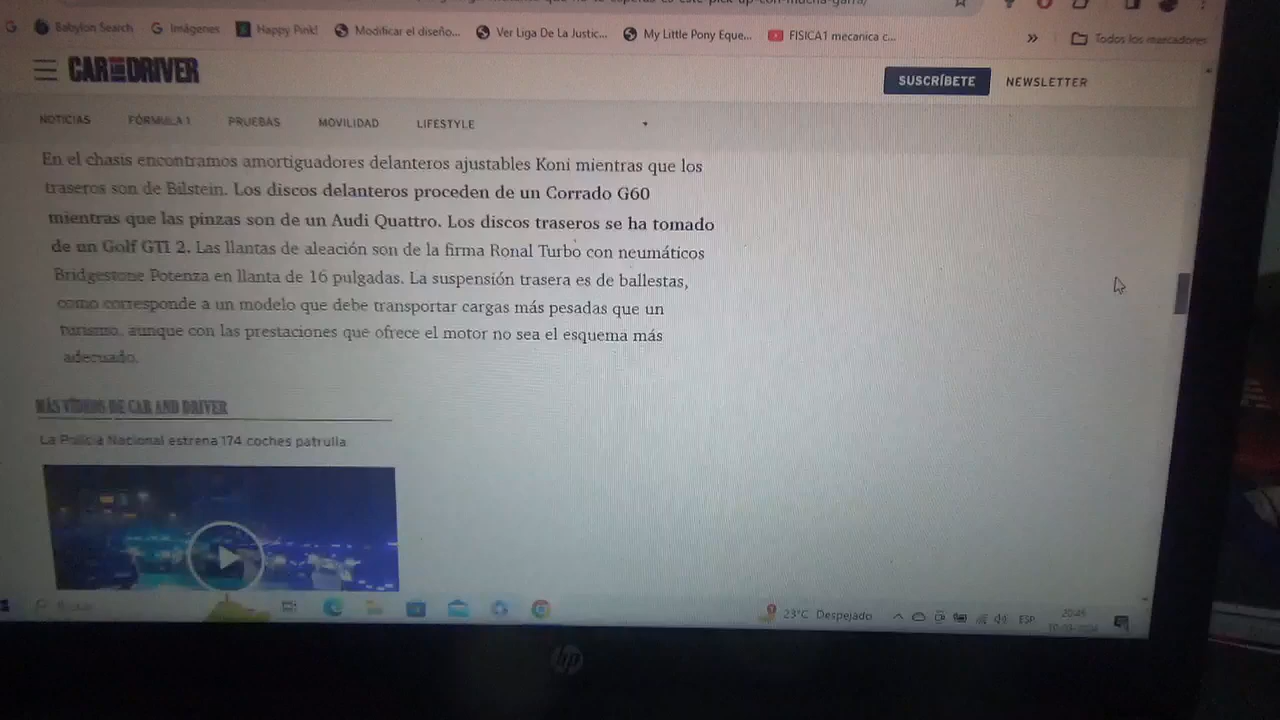 G Babylon Search G Imágenes Happy Pink! Modificar el diseño... Ver Liga De La Justic... My Little Pony Eque... FISICA1 mecanica c... » Todos los marcadores
CAR AND DRIVER SUSCRÍBETE NEWSLETTER
NOTICIAS FÓRMULA 1 PRUEBAS MOVILIDAD LIFESTYLE
En el chasis encontramos amortiguadores delanteros ajustables Koni mientras que los
traseros son de Bilstein. Los discos delanteros proceden de un Corrado G60
mientras que las pinzas son de un Audi Quattro. Los discos traseros se ha tomado
de un Golf GTI 2. Las llantas de aleación son de la firma Ronal Turbo con neumáticos
Bridgestone Potenza en llanta de 16 pulgadas. La suspensión trasera es de ballestas,
como corresponde a un modelo que debe transportar cargas más pesadas que un
turismo, aunque con las prestaciones que ofrece el motor no sea el esquema más
adecuado.
MÁS VÍDEOS DE CAR AND DRIVER
La Policía Nacional estrena 174 coches patrulla
23°C Despejado ESP 20:45
hp